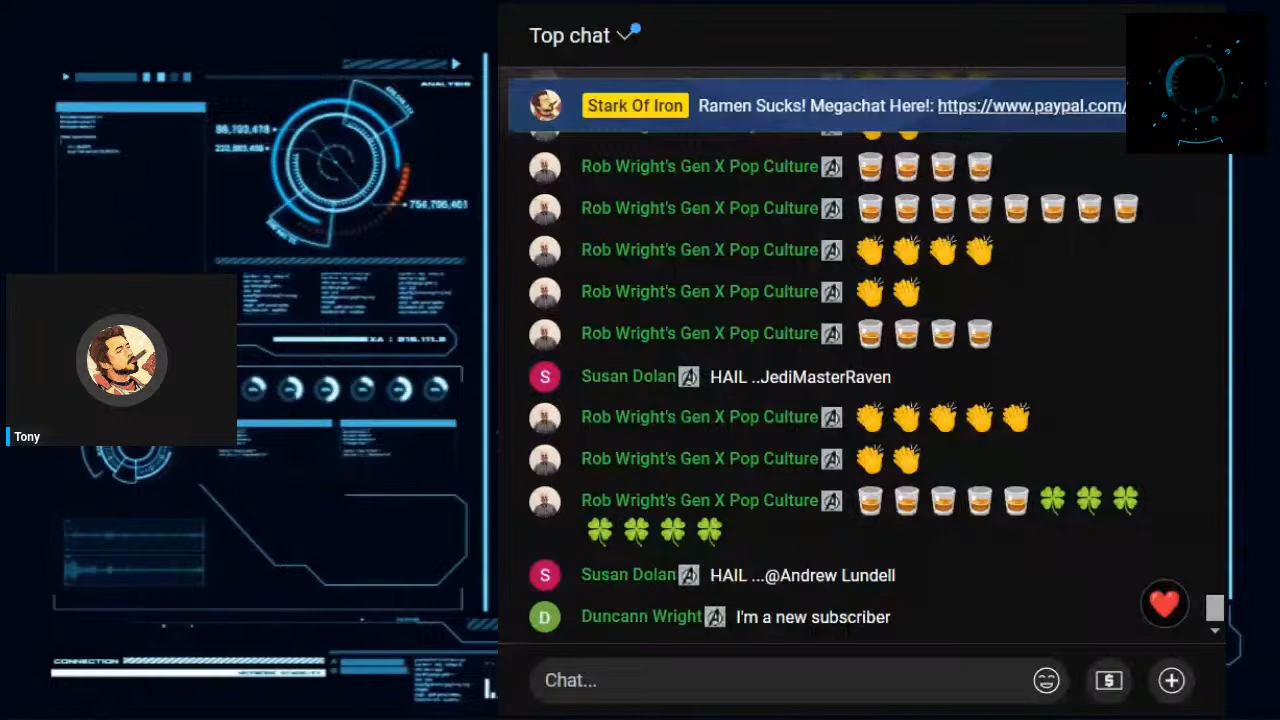 Top chat
ANALYSIS
Stark Of Iron Ramen Sucks! Megachat Here!: https://www.paypal.com/
Rob Wright's Gen X Pop Culture 🥃🥃🥃🥃
Rob Wright's Gen X Pop Culture 🥃🥃🥃🥃🥃🥃🥃🥃
Rob Wright's Gen X Pop Culture 👏👏👏👏
Rob Wright's Gen X Pop Culture 👏👏
Rob Wright's Gen X Pop Culture 🥃🥃🥃🥃
S Susan Dolan HAIL ..JediMasterRaven
Rob Wright's Gen X Pop Culture 👏👏👏👏👏
Rob Wright's Gen X Pop Culture 👏👏
Tony
Rob Wright's Gen X Pop Culture 🥃🥃🥃🥃🥃🍀🍀🍀
🍀🍀🍀🍀
S Susan Dolan HAIL ...@Andrew Lundell
D Duncann Wright I'm a new subscriber
CONNECTION
Chat...